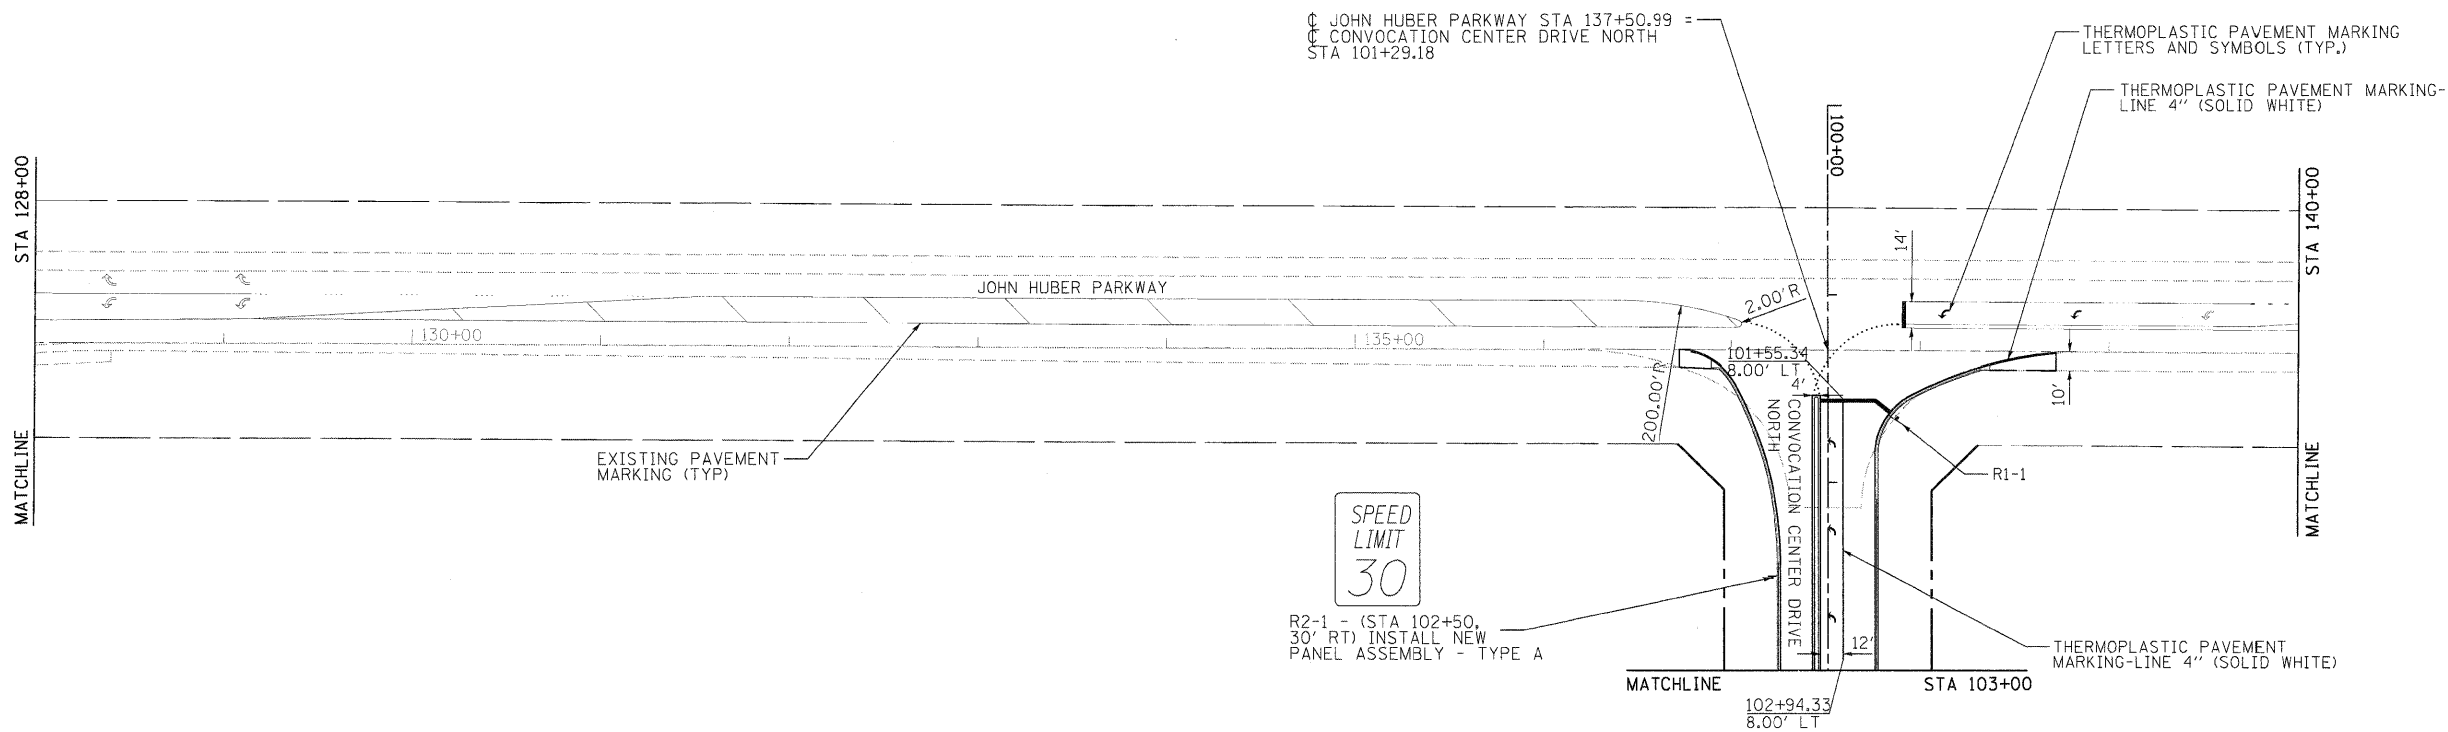 ℄ JOHN HUBER PARKWAY STA 137+50.99 =
℄ CONVOCATION CENTER DRIVE NORTH
STA 101+29.18
THERMOPLASTIC PAVEMENT MARKING
LETTERS AND SYMBOLS (TYP.)
THERMOPLASTIC PAVEMENT MARKING-
LINE 4" (SOLID WHITE)
100+00
STA 128+00
STA 140+00
14'
JOHN HUBER PARKWAY
2.00'R
130+00
135+00
101+55.34
8.00' LT
4'
10'
200.00'R
CONVOCATION CENTER DRIVE
NORTH
MATCHLINE
MATCHLINE
EXISTING PAVEMENT
MARKING (TYP)
R1-1
SPEED
LIMIT
30
R2-1 - (STA 102+50,
30' RT) INSTALL NEW
PANEL ASSEMBLY - TYPE A
12'
THERMOPLASTIC PAVEMENT
MARKING-LINE 4" (SOLID WHITE)
MATCHLINE
STA 103+00
102+94.33
8.00' LT